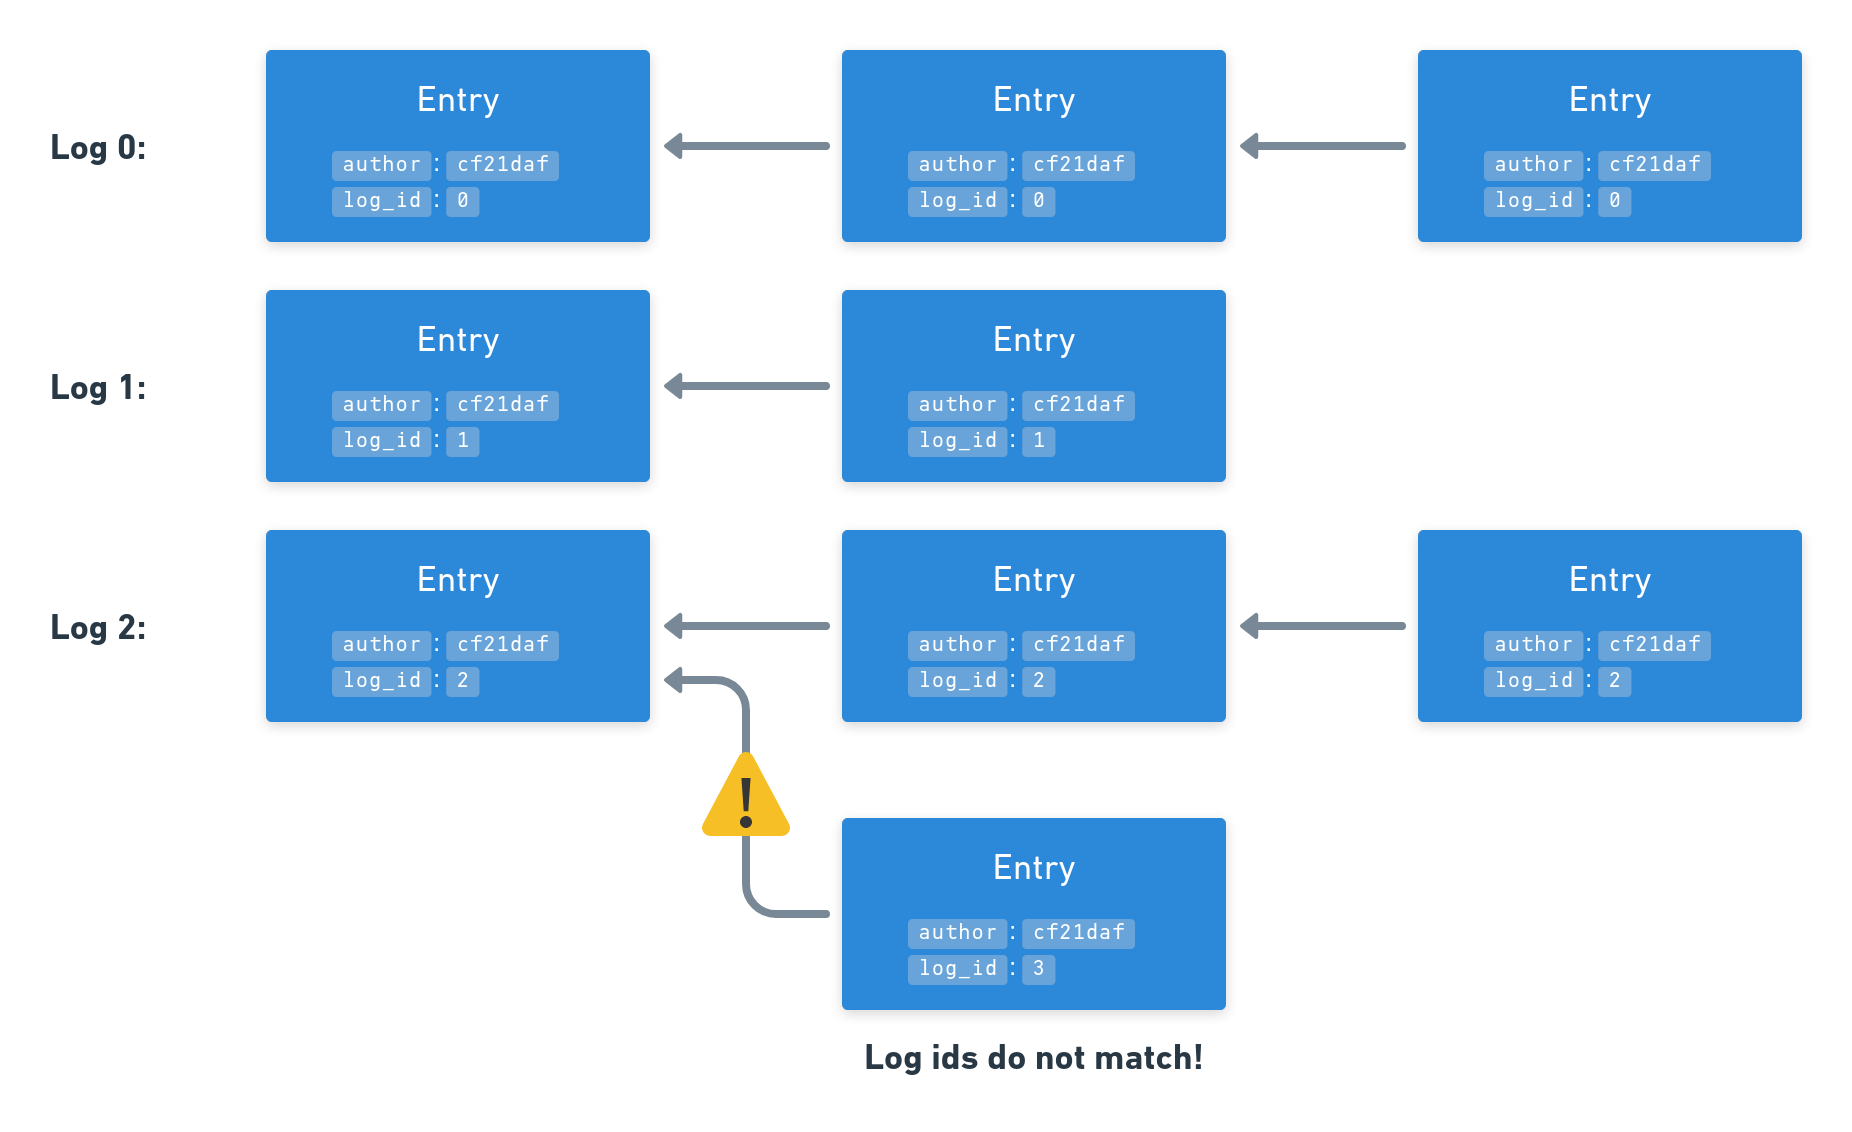 Log 0:
Entry
author: cf21daf
log_id: 0
Entry
author: cf21daf
log_id: 0
Entry
author: cf21daf
log_id: 0
Log 1:
Entry
author: cf21daf
log_id: 1
Entry
author: cf21daf
log_id: 1
Log 2:
Entry
author: cf21daf
log_id: 2
Entry
author: cf21daf
log_id: 2
Entry
author: cf21daf
log_id: 2
!
Entry
author: cf21daf
log_id: 3
Log ids do not match!